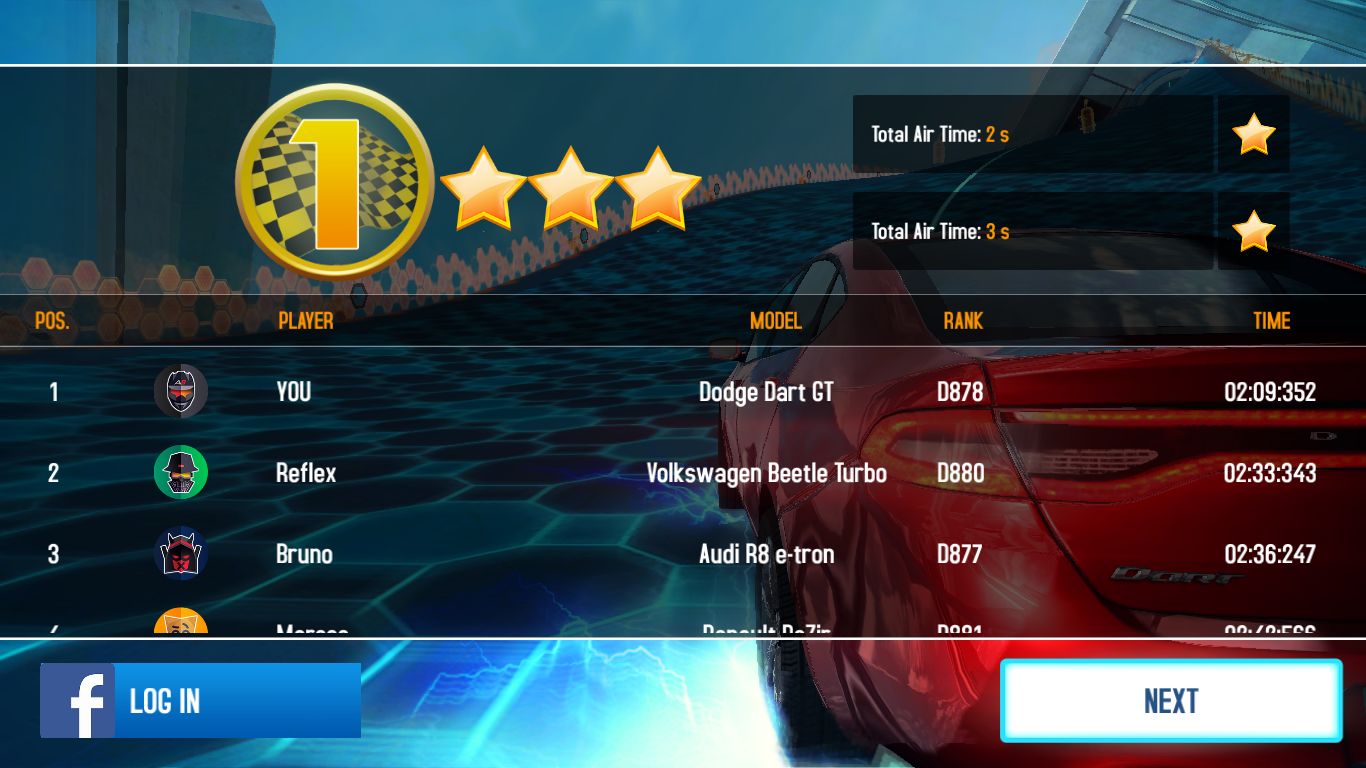 1
Total Air Time: 2 s
Total Air Time: 3 s
POS. PLAYER MODEL RANK TIME
1 YOU Dodge Dart GT D878 02:09:352
2 Reflex Volkswagen Beetle Turbo D880 02:33:343
3 Bruno Audi R8 e-tron D877 02:36:247
DART
f LOG IN
NEXT